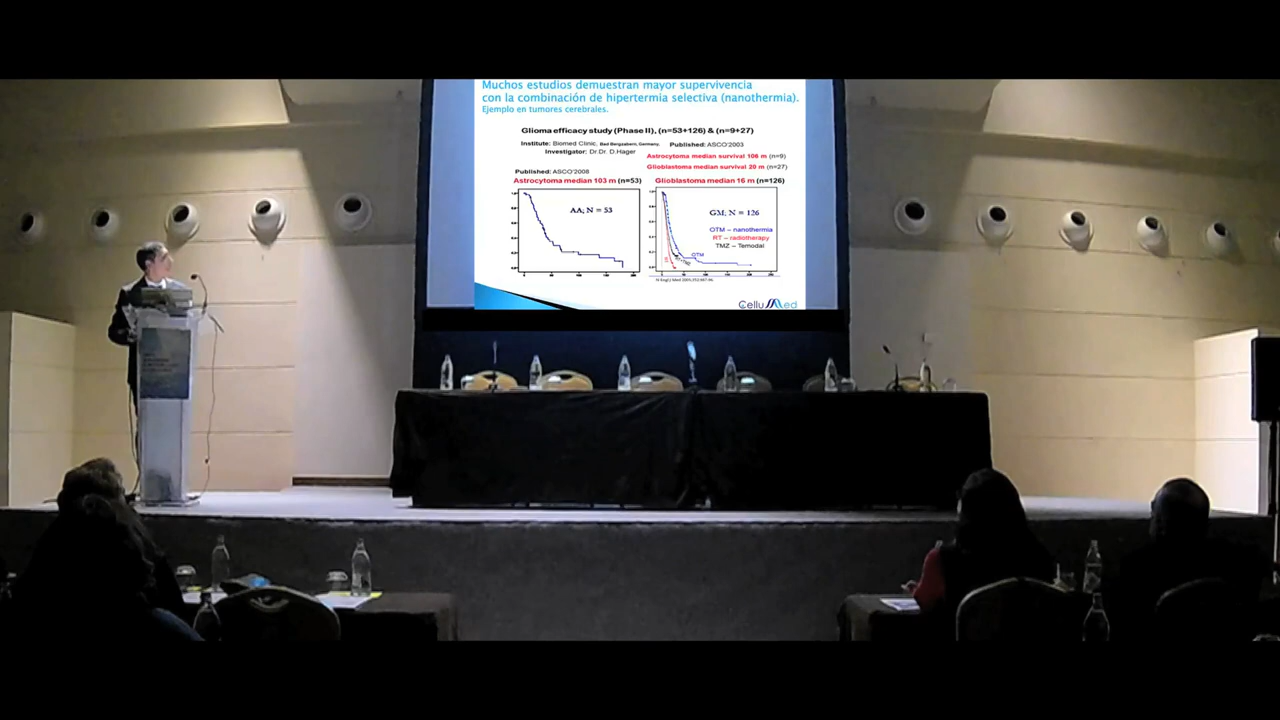 Muchos estudios demuestran mayor supervivencia
con la combinación de hipertermia selectiva (nanothermia).
Ejemplo en tumores cerebrales.
Glioma efficacy study (Phase II), (n=53+126) & (n=9+27)
Institute: Biomed Clinic, Bad Bergzabern, Germany,
Investigator: Dr.Dr. D.Hager
Published: ASCO'2003
Astrocytoma median survival 106 m (n=9)
Glioblastoma median survival 20 m (n=27)
Published: ASCO'2008
Astrocytoma median 103 m (n=53)
AA; N = 53
Glioblastoma median 16 m (n=126)
GM; N = 126
OTM – nanothermia
RT – radiotherapy
TMZ – Temodal
OTM
CelluMed